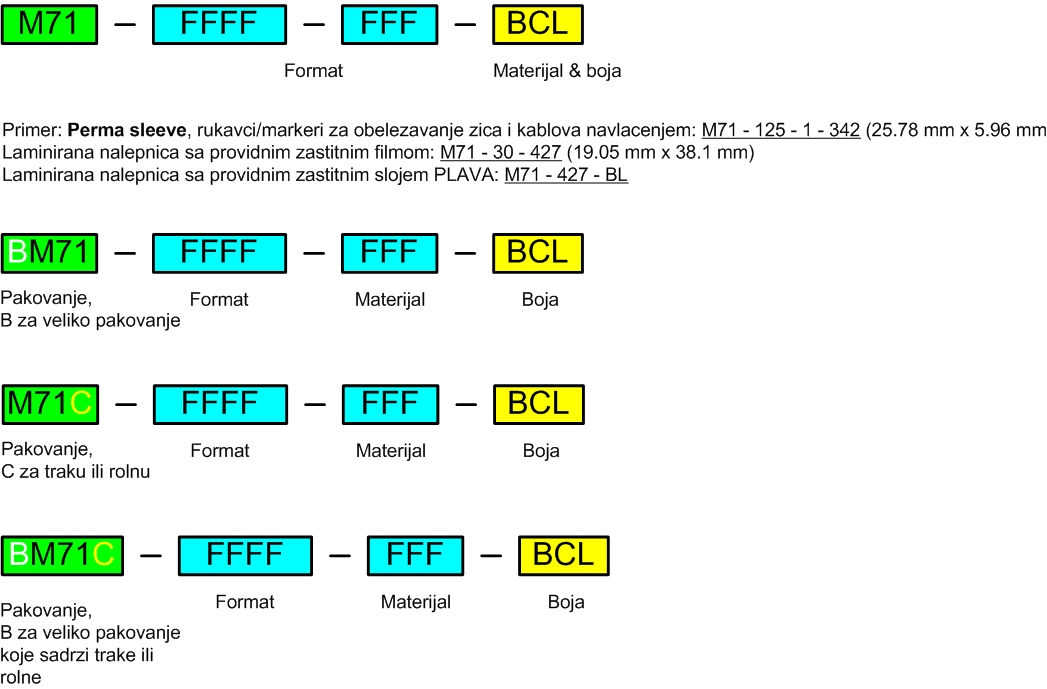 M71 – FFFF – FFF – BCL
Format Materijal & boja
Primer: Perma sleeve, rukavci/markeri za obelezavanje zica i kablova navlacenjem: M71 - 125 - 1 - 342 (25.78 mm x 5.96 mm
Laminirana nalepnica sa providnim zastitnim filmom: M71 - 30 - 427 (19.05 mm x 38.1 mm)
Laminirana nalepnica sa providnim zastitnim slojem PLAVA: M71 - 427 - BL
BM71 – FFFF – FFF – BCL
Pakovanje, Format Materijal Boja
B za veliko pakovanje
M71C – FFFF – FFF – BCL
Pakovanje, Format Materijal Boja
C za traku ili rolnu
BM71C – FFFF – FFF – BCL
Pakovanje, Format Materijal Boja
B za veliko pakovanje
koje sadrzi trake ili
rolne